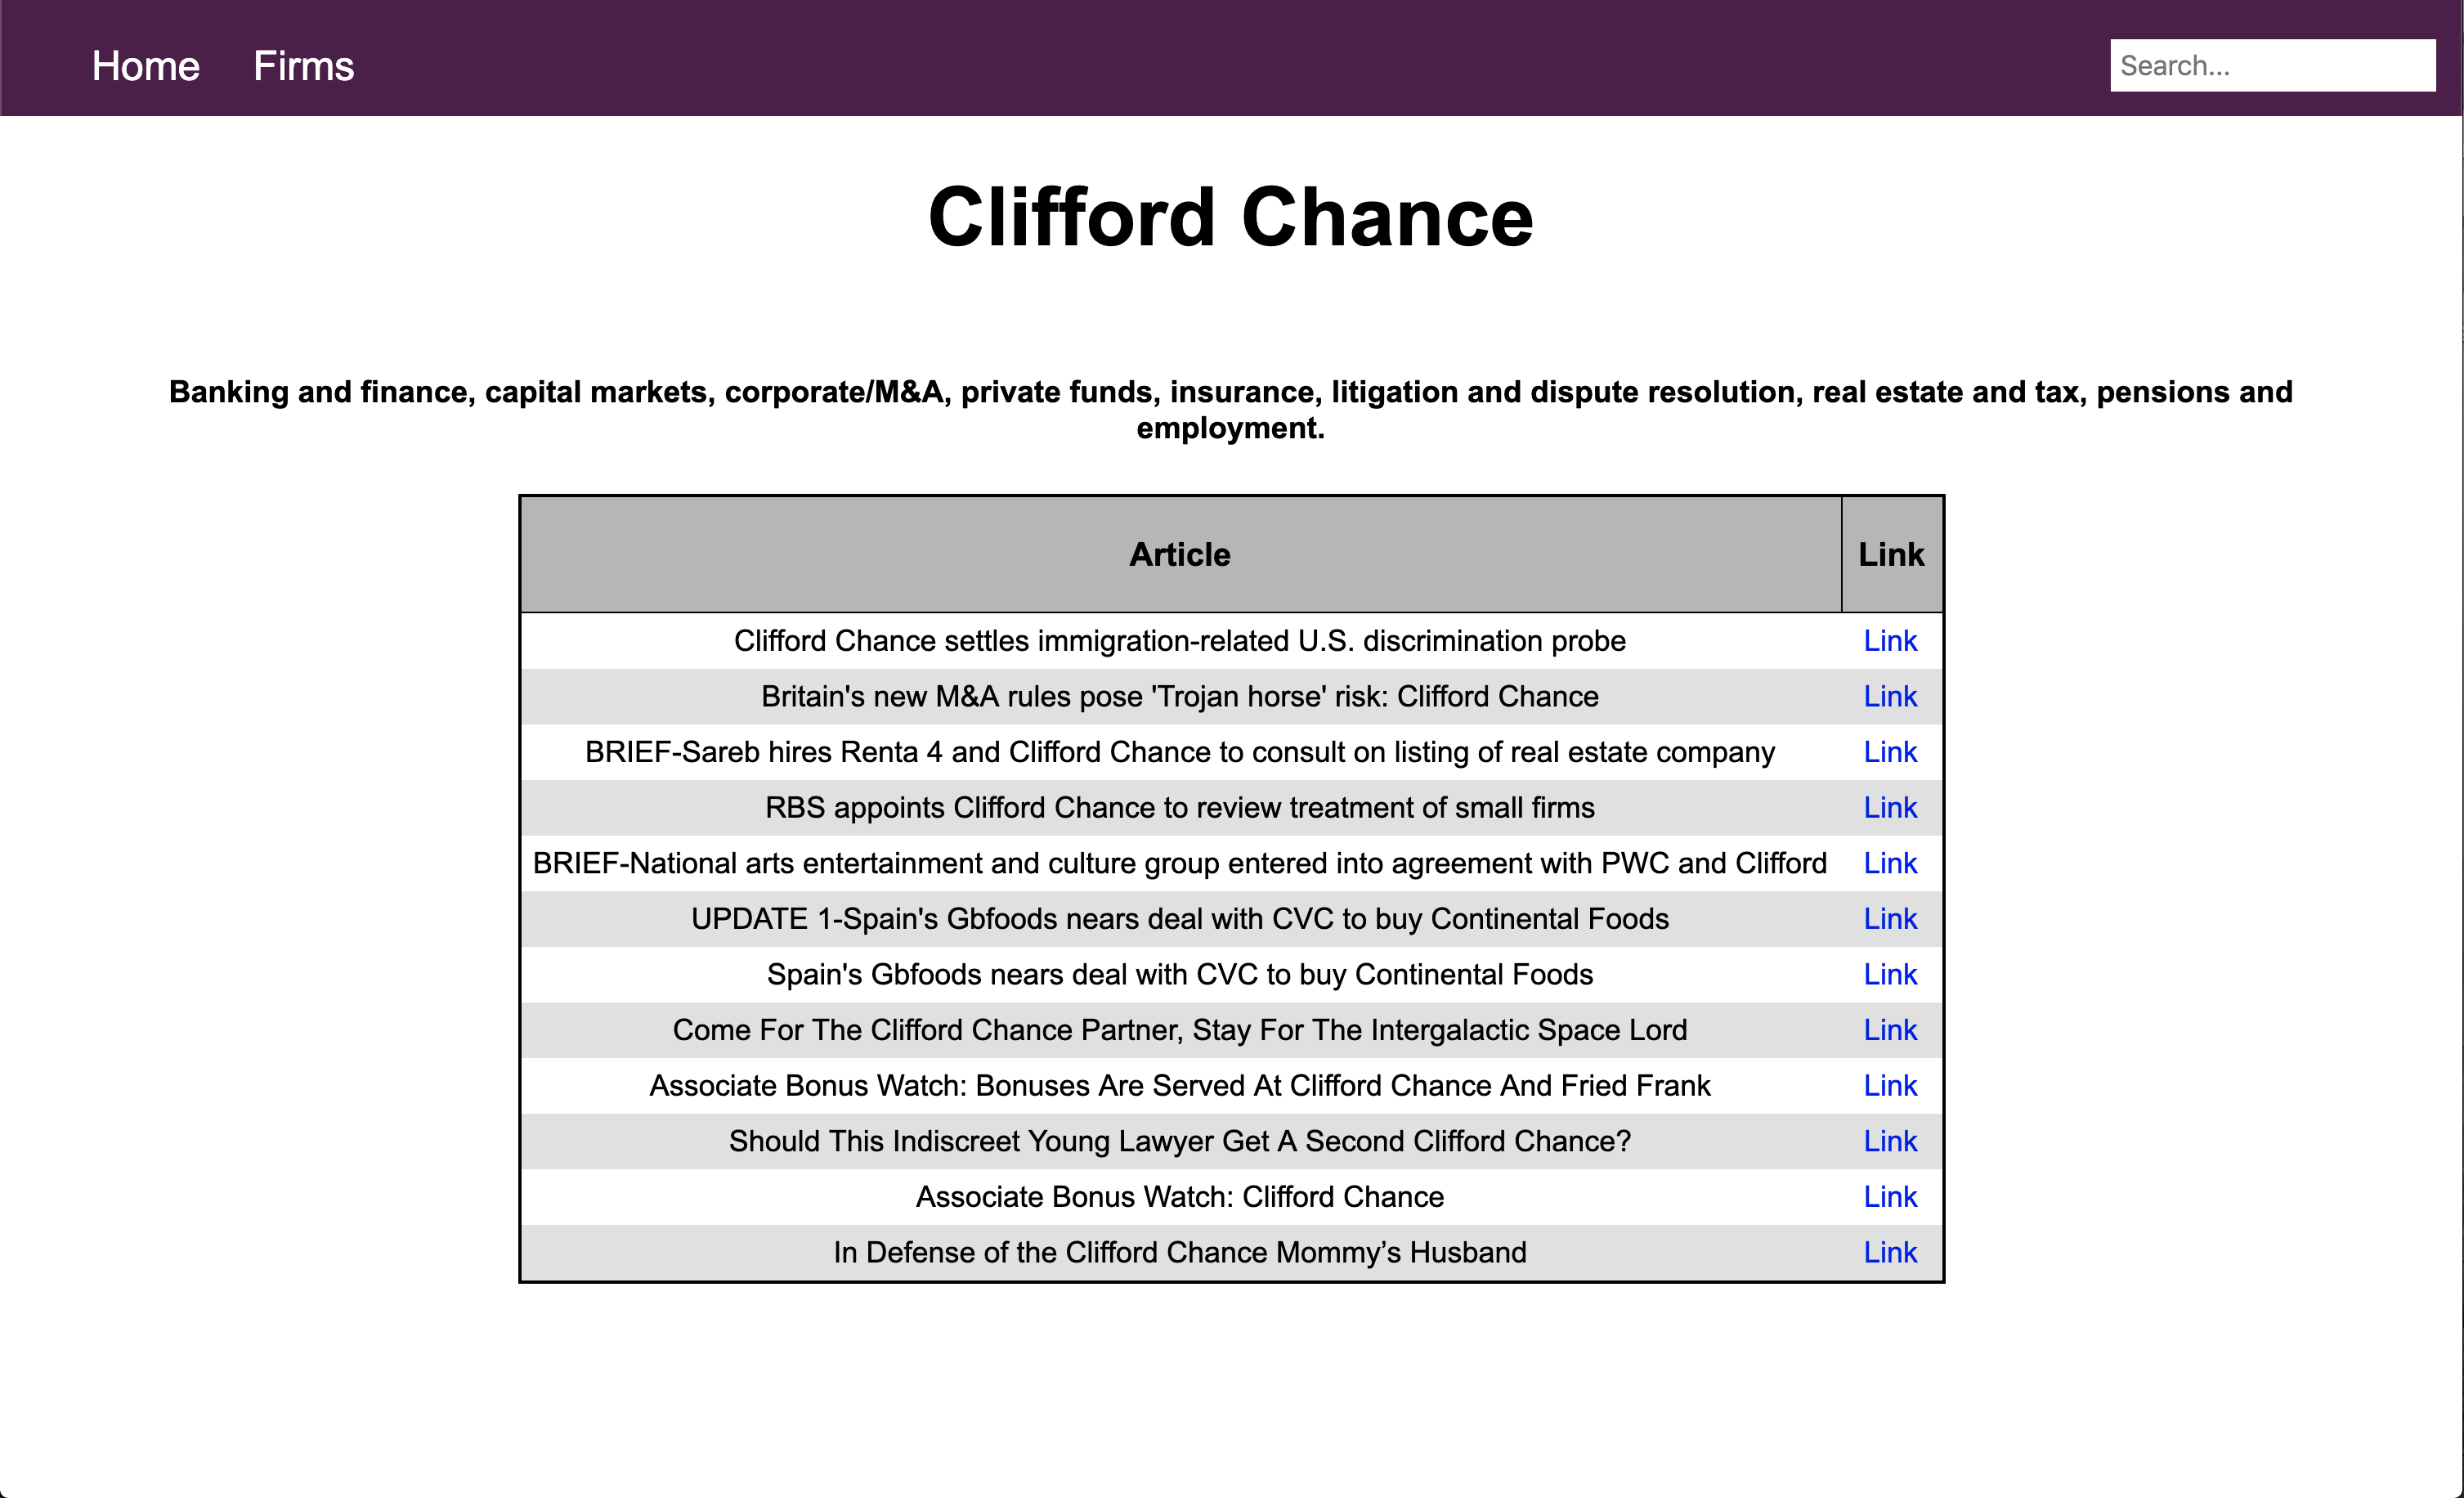 Home Firms Search...
Clifford Chance
Banking and finance, capital markets, corporate/M&A, private funds, insurance, litigation and dispute resolution, real estate and tax, pensions and
employment.
Article Link
Clifford Chance settles immigration-related U.S. discrimination probe Link
Britain's new M&A rules pose 'Trojan horse' risk: Clifford Chance Link
BRIEF-Sareb hires Renta 4 and Clifford Chance to consult on listing of real estate company Link
RBS appoints Clifford Chance to review treatment of small firms Link
BRIEF-National arts entertainment and culture group entered into agreement with PWC and Clifford Link
UPDATE 1-Spain's Gbfoods nears deal with CVC to buy Continental Foods Link
Spain's Gbfoods nears deal with CVC to buy Continental Foods Link
Come For The Clifford Chance Partner, Stay For The Intergalactic Space Lord Link
Associate Bonus Watch: Bonuses Are Served At Clifford Chance And Fried Frank Link
Should This Indiscreet Young Lawyer Get A Second Clifford Chance? Link
Associate Bonus Watch: Clifford Chance Link
In Defense of the Clifford Chance Mommy’s Husband Link